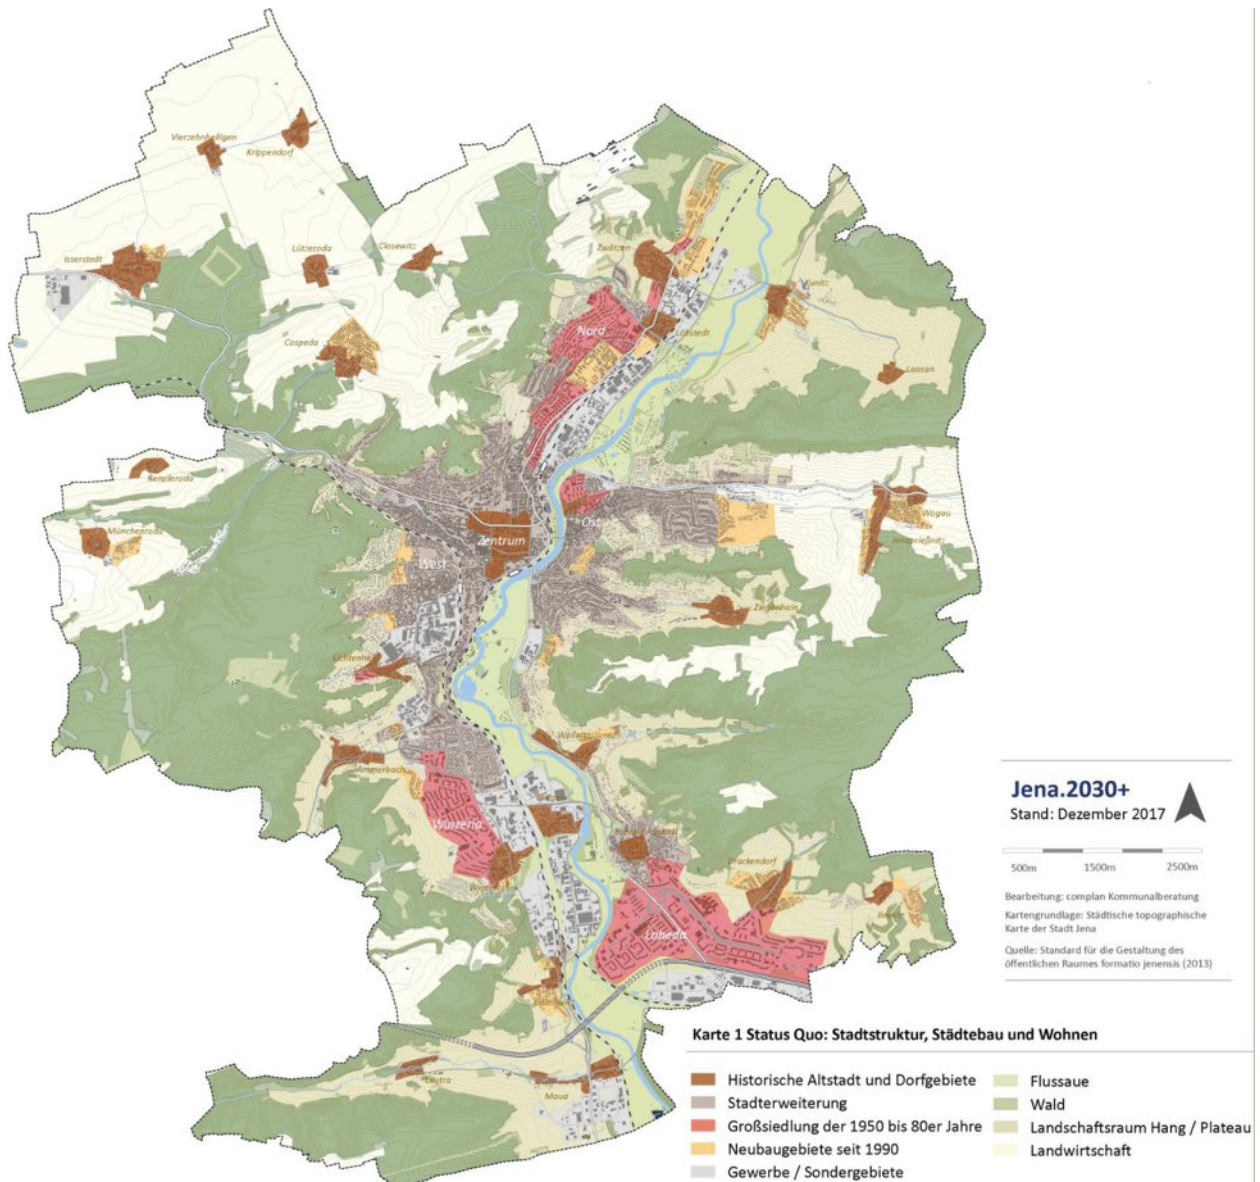 Vierzehnheiligen
Krippendorf
Isserstedt
Lützeroda
Closewitz
Zwätzen
Kunitz
Nord
Löbstedt
Cospeda
Laasan
Remderoda
Münchenroda
Wogau
Jenaprießnitz
Ost
Zentrum
West
Ziegenhain
Lichtenhain
Wöllnitz
Ammerbach
Winzerla
Drackendorf
Ilmnitz
Lobeda
Leutra
Maua
Jena.2030+
Stand: Dezember 2017
500m 1500m 2500m
Bearbeitung: complan Kommunalberatung
Kartengrundlage: Städtische topographische
Karte der Stadt Jena
Quelle: Standard für die Gestaltung des
öffentlichen Raumes formatio jenensis (2013)
Karte 1 Status Quo: Stadtstruktur, Städtebau und Wohnen
Historische Altstadt und Dorfgebiete
Stadterweiterung
Großsiedlung der 1950 bis 80er Jahre
Neubaugebiete seit 1990
Gewerbe / Sondergebiete
Flussaue
Wald
Landschaftsraum Hang / Plateau
Landwirtschaft